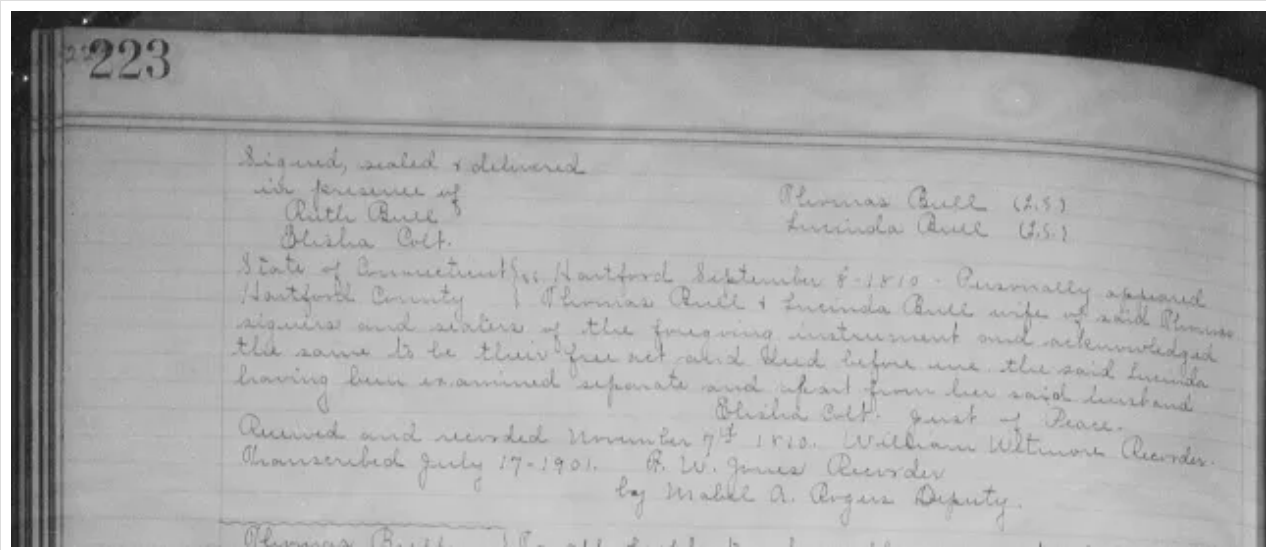 223
Signed, sealed & delivered
in presence of
Ruth Bull
Elisha Colt.
Thomas Bull (L.S.)
Lucinda Bull (L.S.)
State of Connecticut } ss Hartford September 8-1810 - Personally appeared
Hartford County } Thomas Bull & Lucinda Bull wife of said Thomas
signers and sealers of the foregoing instrument and acknowledged
the same to be their free act and deed before me the said Lucinda
having been examined separate and apart from her said husband
Elisha Colt. Just of Peace.
Received and recorded November 7th 1810. William Wetmore Recorder.
Transcribed July 17-1901. R. W. Jones Recorder
by Mabel A. Rogers Deputy.
Thomas Bull